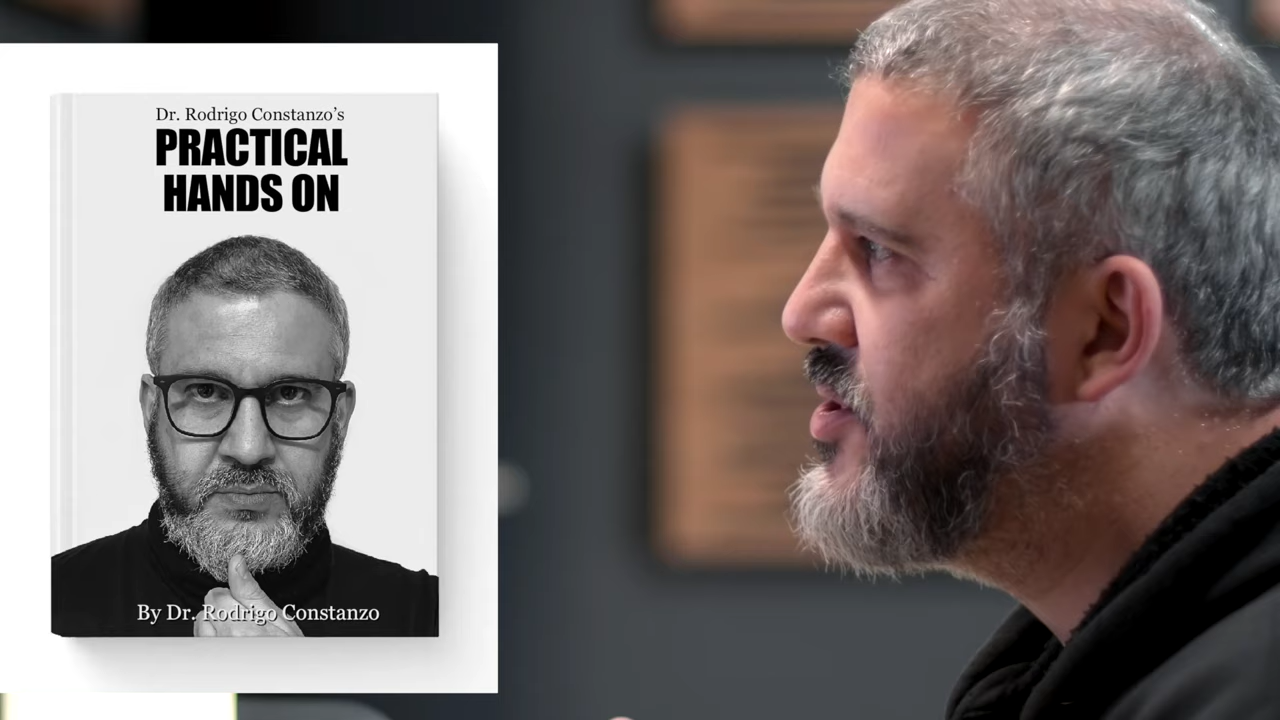 Dr. Rodrigo Constanzo’s
PRACTICAL
HANDS ON
By Dr. Rodrigo Constanzo